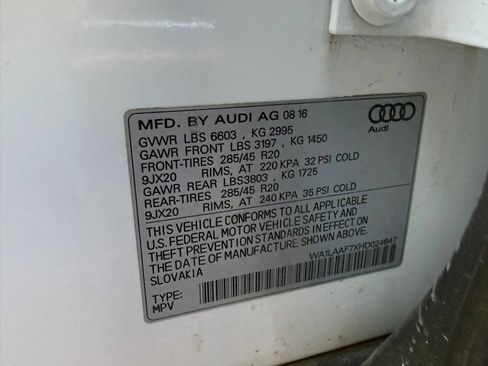 MFD. BY AUDI AG 08 16
GVWR LBS 6603 , KG 2995
GAWR FRONT LBS 3197 , KG 1450
FRONT-TIRES 285/45 R20
9JX20 RIMS, AT 220 KPA 32 PSI COLD
GAWR REAR LBS3803 , KG 1725
REAR-TIRES 285/45 R20
9JX20 RIMS, AT 240 KPA 35 PSI COLD
THIS VEHICLE CONFORMS TO ALL APPLICABLE
U.S. FEDERAL MOTOR VEHICLE SAFETY AND
THEFT PREVENTION STANDARDS IN EFFECT ON
THE DATE OF MANUFACTURE SHOWN ABOVE.
SLOVAKIA
WA1LAAF7XHD024647
TYPE:
MPV
Audi